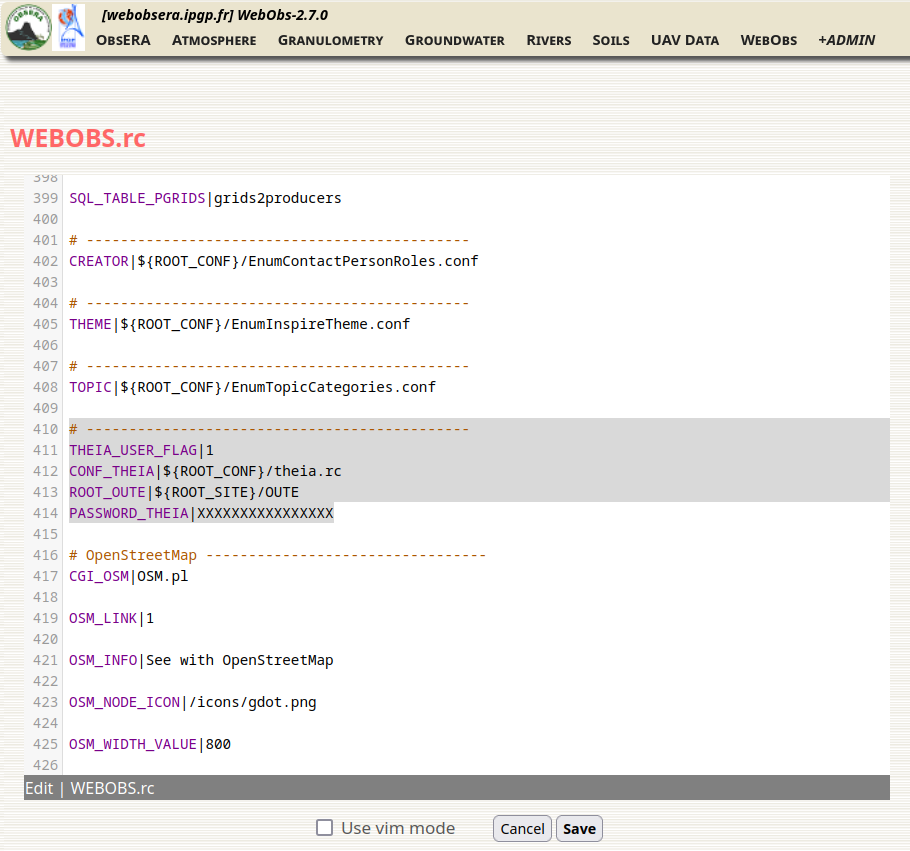 [webobsera.ipgp.fr] WebObs-2.7.0
OBSERA
ObsERA Atmosphere Granulometry Groundwater Rivers Soils UAV Data WebObs +ADMIN
WEBOBS.rc
398
399 SQL_TABLE_PGRIDS|grids2producers
400
401 # ---------------------------------------------
402 CREATOR|${ROOT_CONF}/EnumContactPersonRoles.conf
403
404 # ---------------------------------------------
405 THEME|${ROOT_CONF}/EnumInspireTheme.conf
406
407 # ---------------------------------------------
408 TOPIC|${ROOT_CONF}/EnumTopicCategories.conf
409
410 # ---------------------------------------------
411 THEIA_USER_FLAG|1
412 CONF_THEIA|${ROOT_CONF}/theia.rc
413 ROOT_OUTE|${ROOT_SITE}/OUTE
414 PASSWORD_THEIA|XXXXXXXXXXXXXXXX
415
416 # OpenStreetMap ---------------------------------
417 CGI_OSM|OSM.pl
418
419 OSM_LINK|1
420
421 OSM_INFO|See with OpenStreetMap
422
423 OSM_NODE_ICON|/icons/gdot.png
424
425 OSM_WIDTH_VALUE|800
426
Edit | WEBOBS.rc
Use vim mode Cancel Save